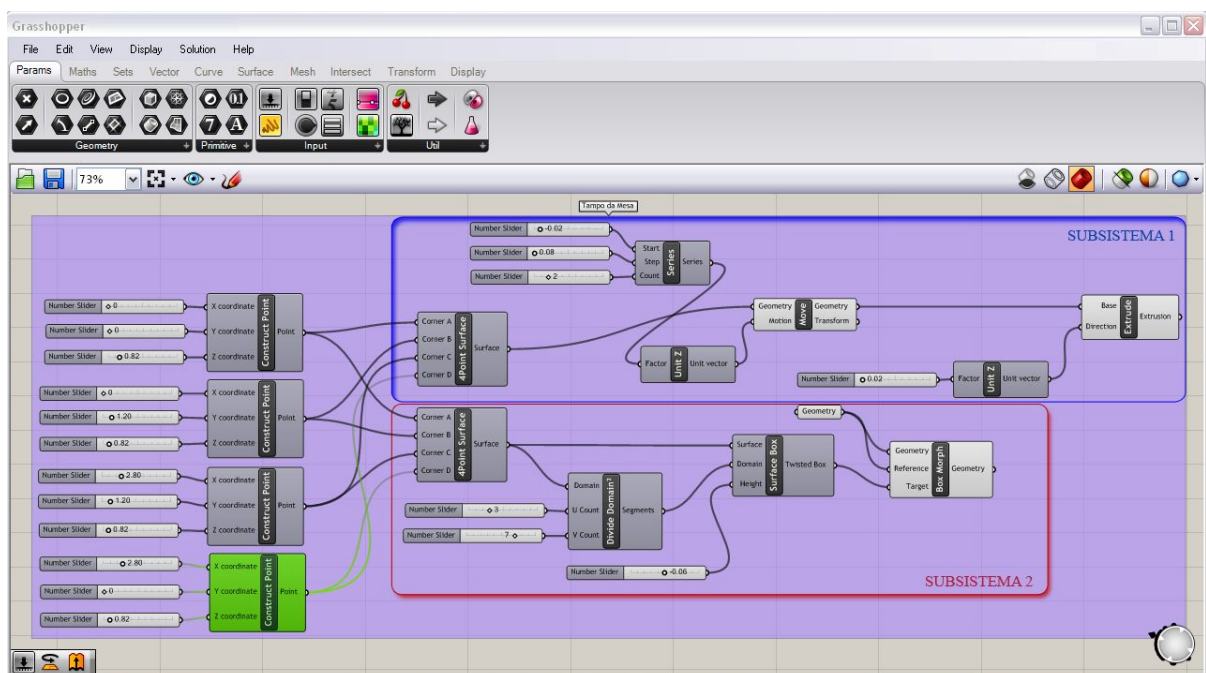 Grasshopper
File Edit View Display Solution Help
Params Maths Sets Vector Curve Surface Mesh Intersect Transform Display
Geometry Primitive Input Util
73%
Tampo da Mesa
SUBSISTEMA 1
Number Slider -0.02
Number Slider 0.08
Number Slider 2
Start
Step
Count
Series
Series
Number Slider 0
Number Slider 0
Number Slider 0.82
X coordinate
Y coordinate
Z coordinate
Construct Point
Point
Corner A
Corner B
Corner C
Corner D
4Point Surface
Surface
Geometry
Motion
Move
Geometry
Transform
Base
Direction
Extrude
Extrusion
Factor
Unit Z
Unit vector
Number Slider 0.02
Factor
Unit Z
Unit vector
Number Slider 0
Number Slider 1.20
Number Slider 0.82
X coordinate
Y coordinate
Z coordinate
Construct Point
Point
Corner A
Corner B
Corner C
Corner D
4Point Surface
Surface
Geometry
Surface
Domain
Height
Surface Box
Twisted Box
Geometry
Reference
Target
Box Morph
Geometry
Number Slider 2.80
Number Slider 1.20
Number Slider 0.82
X coordinate
Y coordinate
Z coordinate
Construct Point
Point
Number Slider 3
Number Slider 7
Domain
U Count
V Count
Divide Domain²
Segments
Number Slider -0.06
SUBSISTEMA 2
Number Slider 2.80
Number Slider 0
Number Slider 0.82
X coordinate
Y coordinate
Z coordinate
Construct Point
Point